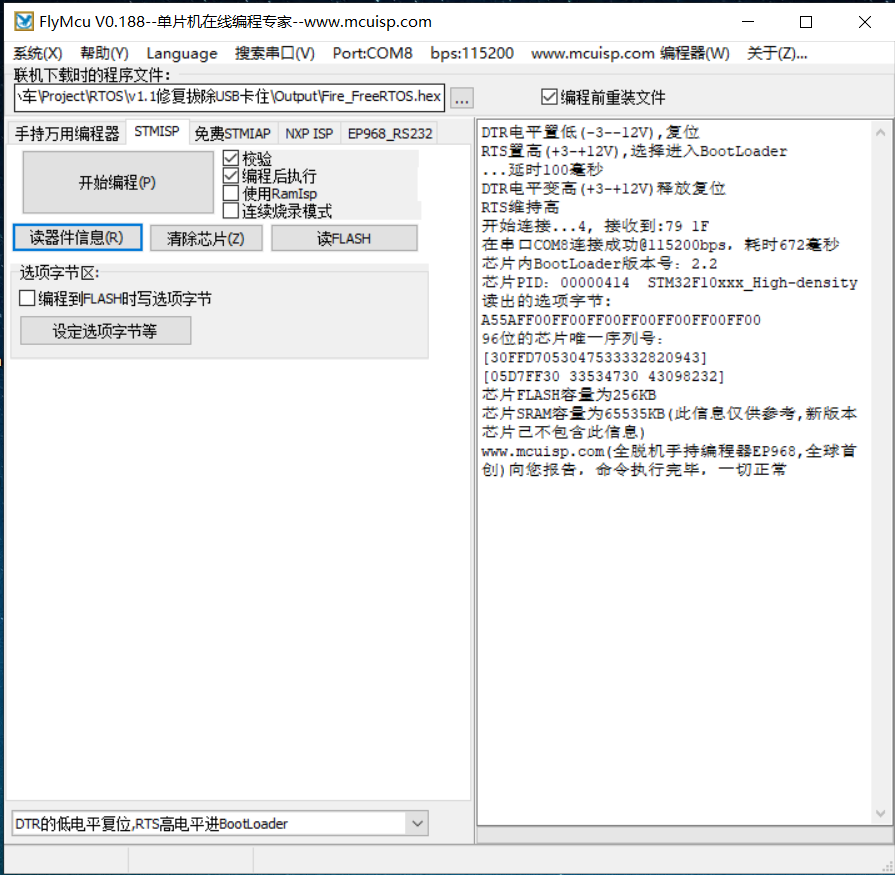 FlyMcu V0.188--单片机在线编程专家--www.mcuisp.com
系统(X) 帮助(Y) Language 搜索串口(V) Port:COM8 bps:115200 www.mcuisp.com 编程器(W) 关于(Z)...
联机下载时的程序文件:
车\Project\RTOS\v1.1修复拔除USB卡住\Output\Fire_FreeRTOS.hex ... 编程前重装文件
手持万用编程器 STMISP 免费STMIAP NXP ISP EP968_RS232
开始编程(P)
校验
编程后执行
使用RamIsp
连续烧录模式
读器件信息(R) 清除芯片(Z) 读FLASH
选项字节区:
编程到FLASH时写选项字节
设定选项字节等
DTR的低电平复位,RTS高电平进BootLoader
DTR电平置低(-3--12V),复位
RTS置高(+3-+12V),选择进入BootLoader
...延时100毫秒
DTR电平变高(+3-+12V)释放复位
RTS维持高
开始连接...4, 接收到:79 1F
在串口COM8连接成功@115200bps, 耗时672毫秒
芯片内BootLoader版本号: 2.2
芯片PID: 00000414 STM32F10xxx_High-density
读出的选项字节:
A55AFF00FF00FF00FF00FF00FF00FF00
96位的芯片唯一序列号:
[30FFD7053047533332820943]
[05D7FF30 33534730 43098232]
芯片FLASH容量为256KB
芯片SRAM容量为65535KB(此信息仅供参考,新版本
芯片已不包含此信息)
www.mcuisp.com(全脱机手持编程器EP968,全球首
创)向您报告, 命令执行完毕, 一切正常